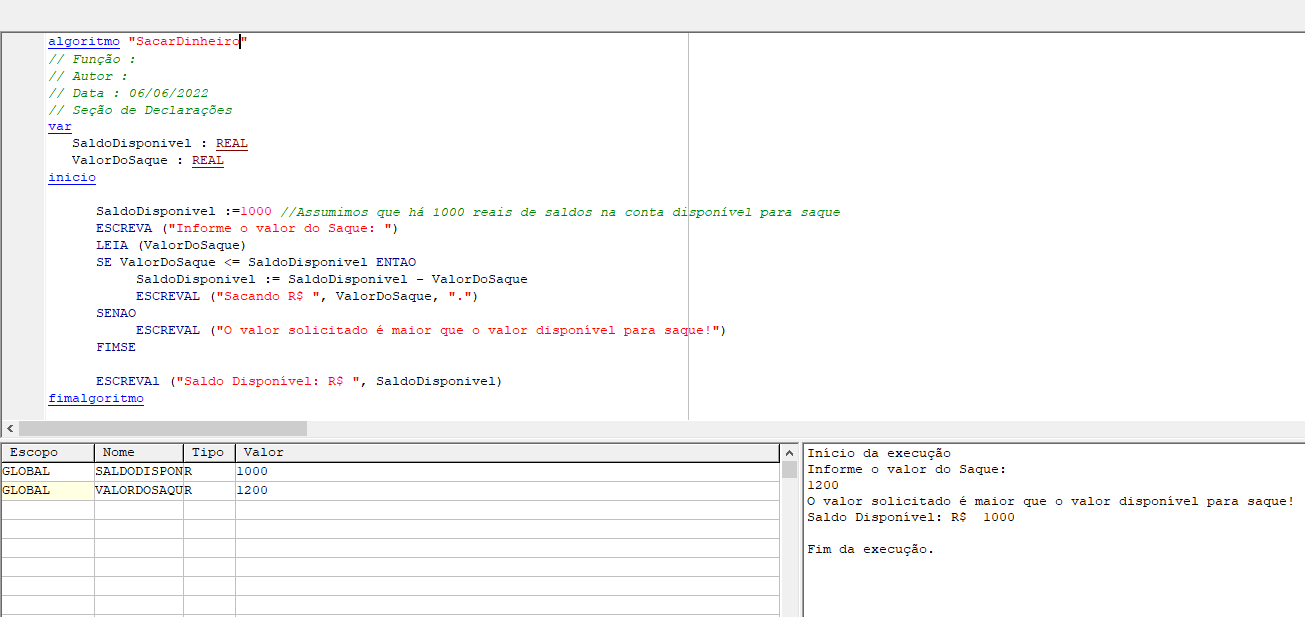 algoritmo "SacarDinheiro"
// Função :
// Autor :
// Data : 06/06/2022
// Seção de Declarações
var
SaldoDisponivel : REAL
ValorDoSaque : REAL
inicio
SaldoDisponivel :=1000 //Assumimos que há 1000 reais de saldos na conta disponível para saque
ESCREVA ("Informe o valor do Saque: ")
LEIA (ValorDoSaque)
SE ValorDoSaque <= SaldoDisponivel ENTAO
SaldoDisponivel := SaldoDisponivel - ValorDoSaque
ESCREVAL ("Sacando R$ ", ValorDoSaque, ".")
SENAO
ESCREVAL ("O valor solicitado é maior que o valor disponível para saque!")
FIMSE
ESCREVAl ("Saldo Disponível: R$ ", SaldoDisponivel)
fimalgoritmo
Escopo Nome Tipo Valor
GLOBAL SALDODISPON R 1000
GLOBAL VALORDOSAQU R 1200
Início da execução
Informe o valor do Saque:
1200
O valor solicitado é maior que o valor disponível para saque!
Saldo Disponível: R$  1000
Fim da execução.